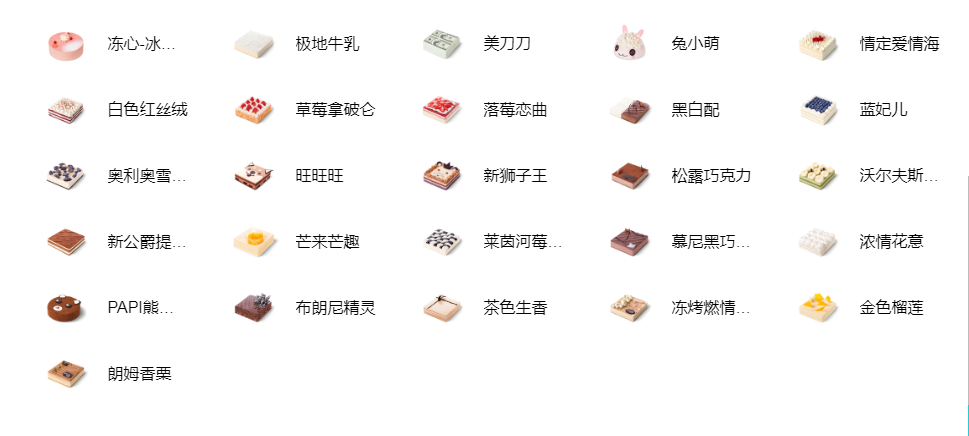 冻心-冰...
极地牛乳
美刀刀
兔小萌
情定爱情海
白色红丝绒
草莓拿破仑
落莓恋曲
黑白配
蓝妃儿
奥利奥雪...
旺旺旺
新狮子王
松露巧克力
沃尔夫斯...
新公爵提...
芒来芒趣
莱茵河莓...
慕尼黑巧...
浓情花意
PAPI熊...
布朗尼精灵
茶色生香
冻烤燃情...
金色榴莲
朗姆香栗